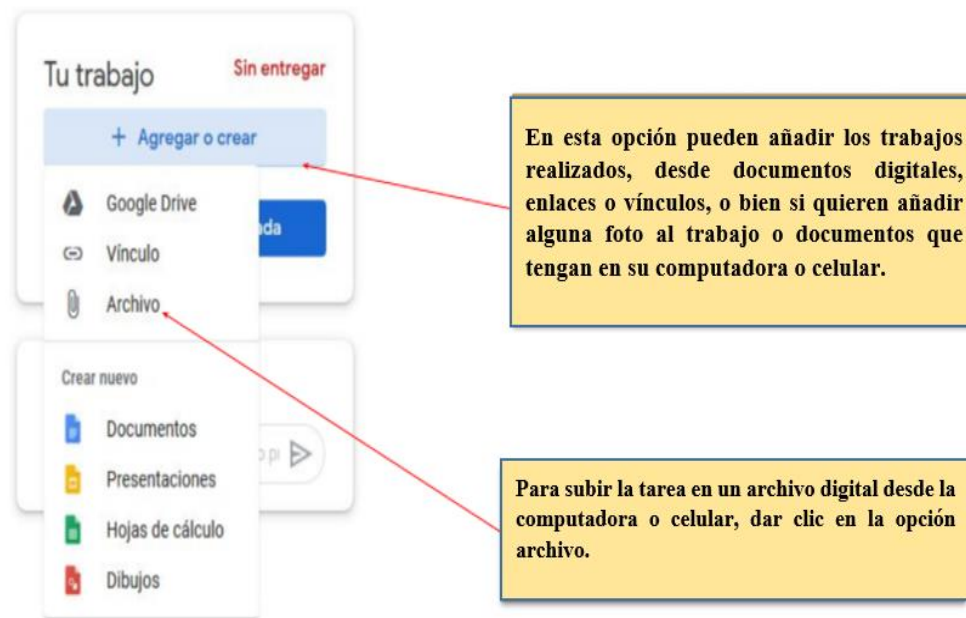 Tu trabajo
Sin entregar
+ Agregar o crear
Google Drive
Vínculo
Archivo
Crear nuevo
Documentos
Presentaciones
Hojas de cálculo
Dibujos
En esta opción pueden añadir los trabajos
realizados, desde documentos digitales,
enlaces o vínculos, o bien si quieren añadir
alguna foto al trabajo o documentos que
tengan en su computadora o celular.
Para subir la tarea en un archivo digital desde la
computadora o celular, dar clic en la opción
archivo.